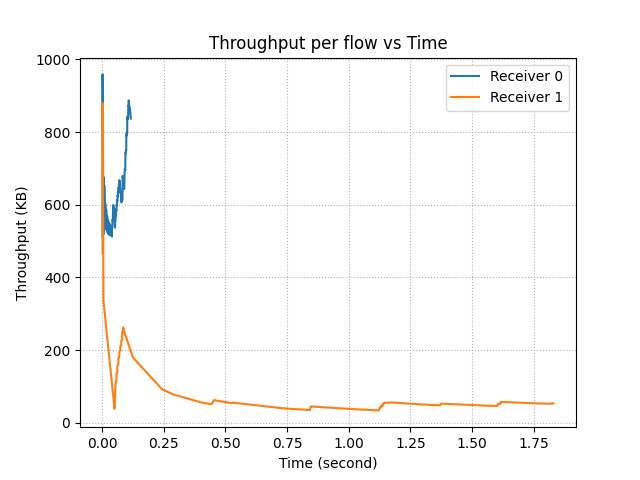 Throughput per flow vs Time
Receiver 0
Receiver 1
Throughput (KB)
1000
800
600
400
200
0
0.00 0.25 0.50 0.75 1.00 1.25 1.50 1.75
Time (second)